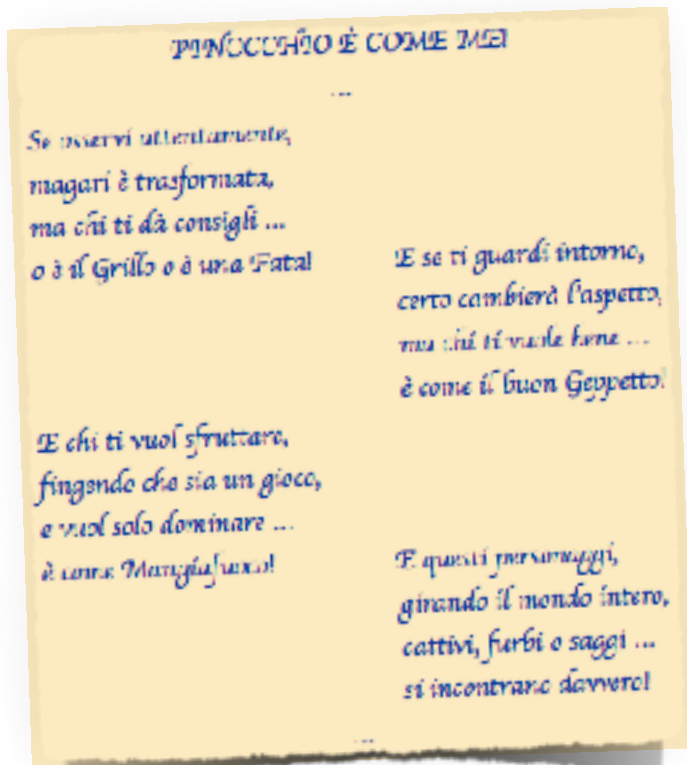 PINOCCHIO È COME ME!
...
Se osservi attentamente,
magari è trasformata,
ma chi ti dà consigli ...
o è il Grillo o è una Fata!
E se ti guardi intorno,
certo cambierà l'aspetto,
ma chi ti vuole bene ...
è come il buon Geppetto!
E chi ti vuol sfruttare,
fingendo che sia un gioco,
e vuol solo dominare ...
è come Mangiafuoco!
E questi personaggi,
girando il mondo intero,
cattivi, furbi o saggi ...
si incontrano davvero!
...